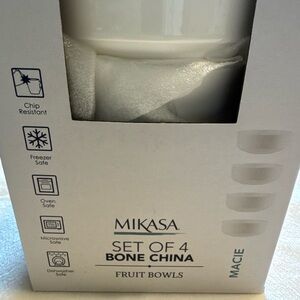 Chip
Resistant
Freezer
Safe
Oven
Safe
Microwave
Safe
Dishwasher
Safe
MIKASA
SET OF 4
BONE CHINA
FRUIT BOWLS
MACIE